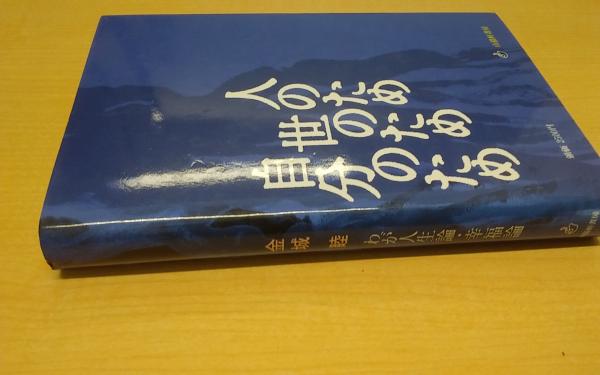 人のため
世のため
自分のため
金城 睦
わが人生論・幸福論